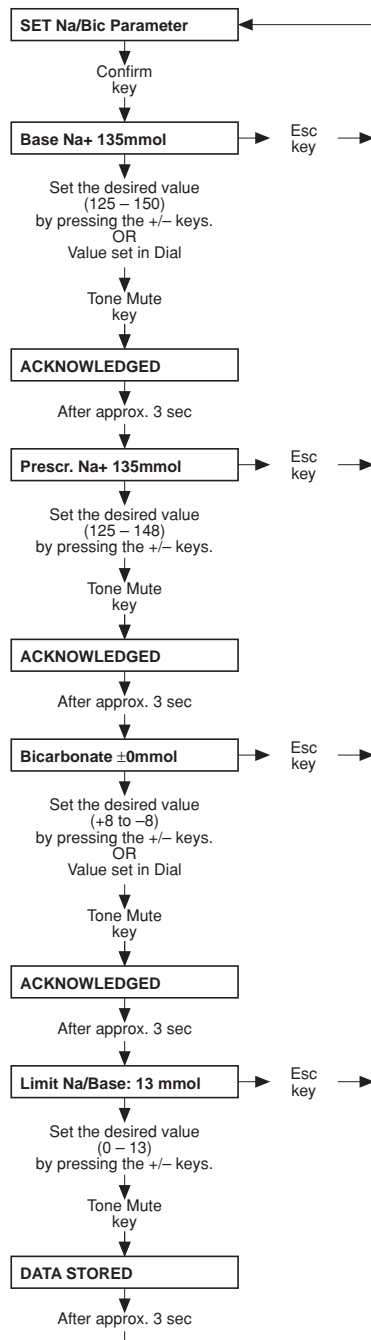 SET Na/Bic Parameter
Confirm
key
Base Na+ 135mmol
Esc
key
Set the desired value
(125 – 150)
by pressing the +/– keys.
OR
Value set in Dial
Tone Mute
key
ACKNOWLEDGED
After approx. 3 sec
Prescr. Na+ 135mmol
Esc
key
Set the desired value
(125 – 148)
by pressing the +/– keys.
Tone Mute
key
ACKNOWLEDGED
After approx. 3 sec
Bicarbonate ±0mmol
Esc
key
Set the desired value
(+8 to –8)
by pressing the +/– keys.
OR
Value set in Dial
Tone Mute
key
ACKNOWLEDGED
After approx. 3 sec
Limit Na/Base: 13 mmol
Esc
key
Set the desired value
(0 – 13)
by pressing the +/– keys.
Tone Mute
key
DATA STORED
After approx. 3 sec